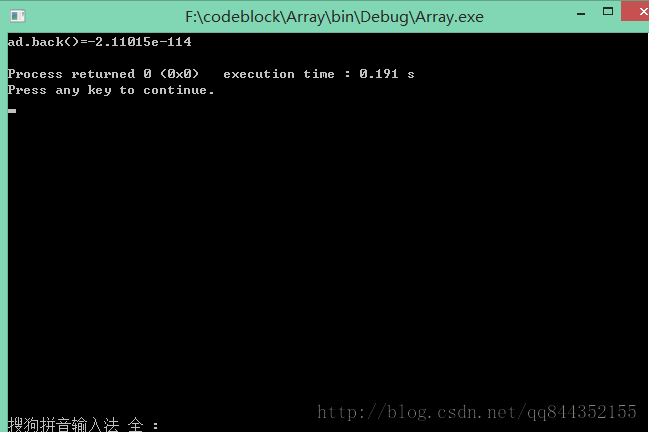 F:\codeblock\Array\bin\Debug\Array.exe
ad.back()=-2.11015e-114
Process returned 0 (0x0)   execution time : 0.191 s
Press any key to continue.
http://blog.csdn.net/qq844352155
搜狗拼音输入法 全 :